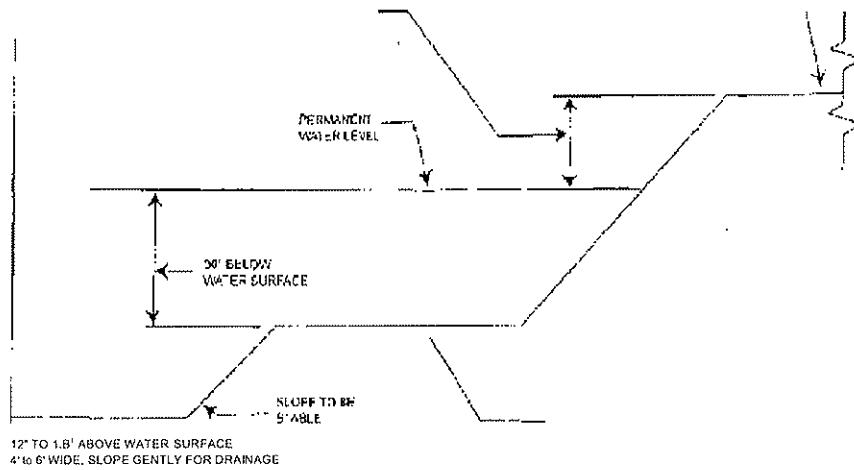 PERMANENT
WATER LEVEL
BELOW
WATER SURFACE
SLOPE TO BE
STABLE
12" TO 1.8' ABOVE WATER SURFACE
4' to 6' WIDE, SLOPE GENTLY FOR DRAINAGE